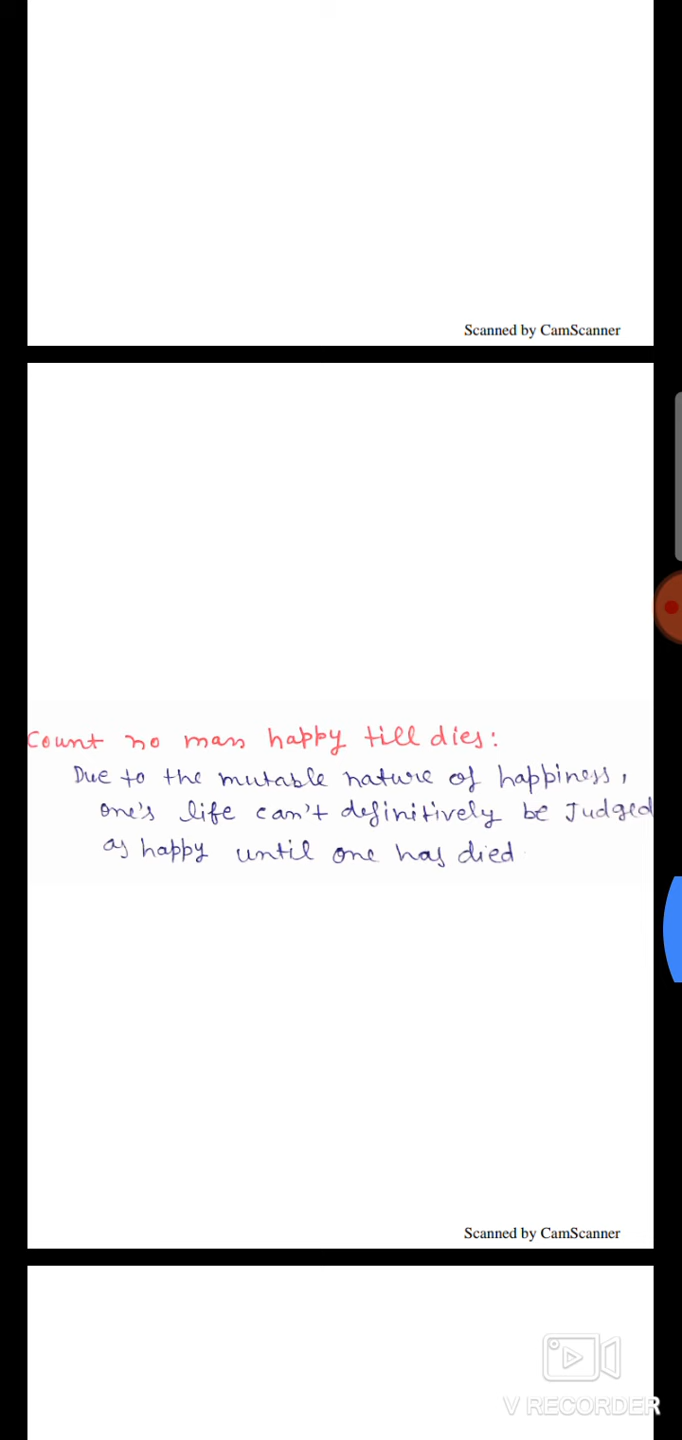 Scanned by CamScanner
Count no man happy till dies:
Due to the mutable nature of happiness,
one's life can't definitively be Judged
as happy until one has died
Scanned by CamScanner
V RECORDER